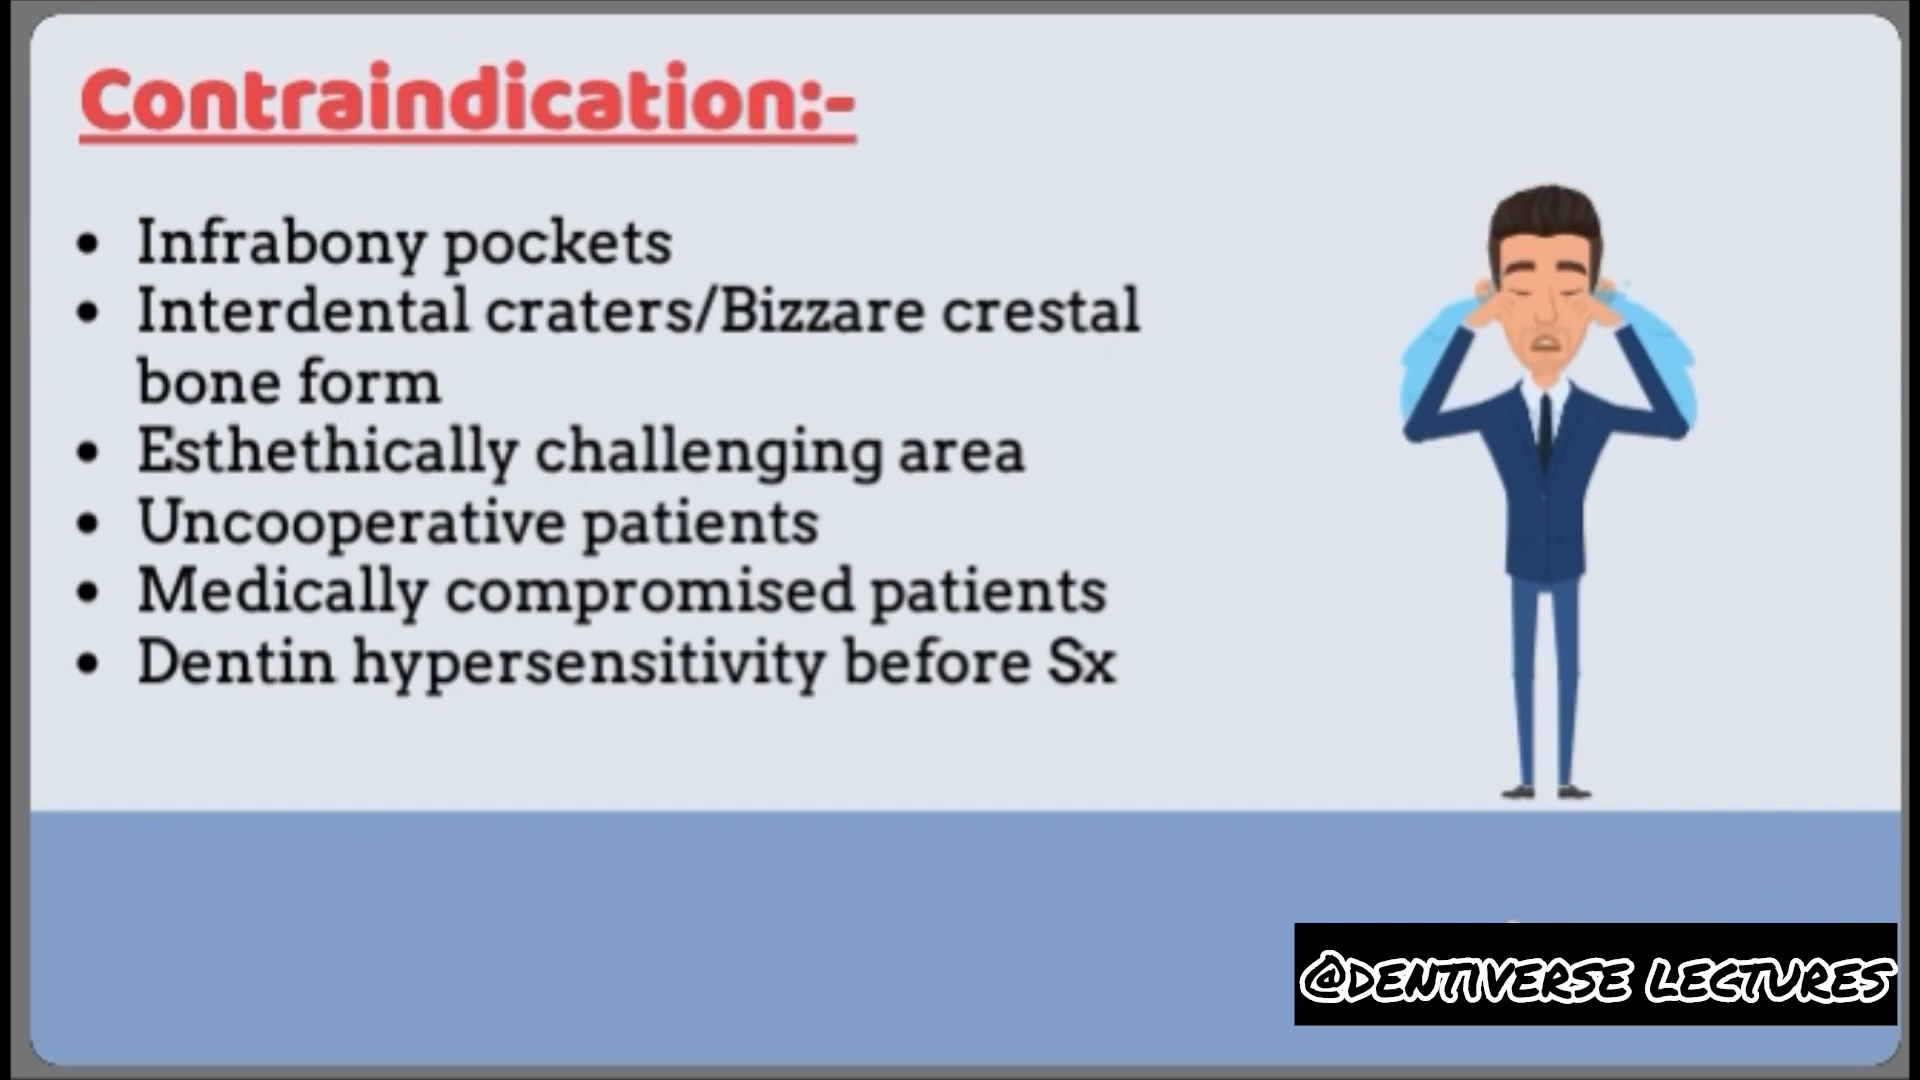 Contraindication:-
• Infrabony pockets
• Interdental craters/Bizzare crestal
bone form
• Esthethically challenging area
• Uncooperative patients
• Medically compromised patients
• Dentin hypersensitivity before Sx
@DENTIVERSE LECTURES